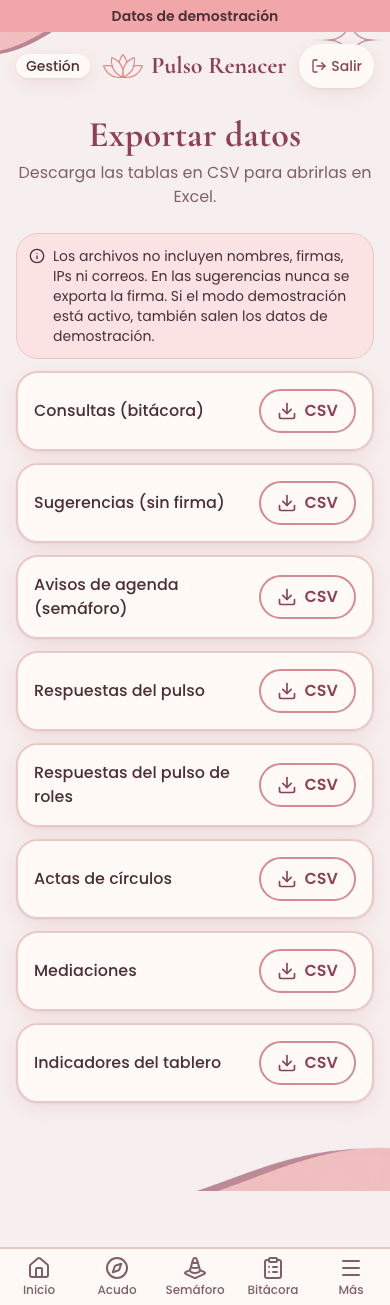 Datos de demostración
Gestión
Pulso Renacer
Salir
Exportar datos
Descarga las tablas en CSV para abrirlas en
Excel.
Los archivos no incluyen nombres, firmas,
IPs ni correos. En las sugerencias nunca se
exporta la firma. Si el modo demostración
está activo, también salen los datos de
demostración.
Consultas (bitácora)
CSV
Sugerencias (sin firma)
CSV
Avisos de agenda
(semáforo)
CSV
Respuestas del pulso
CSV
Respuestas del pulso de
roles
CSV
Actas de círculos
CSV
Mediaciones
CSV
Indicadores del tablero
CSV
Inicio
Acudo
Semáforo
Bitácora
Más